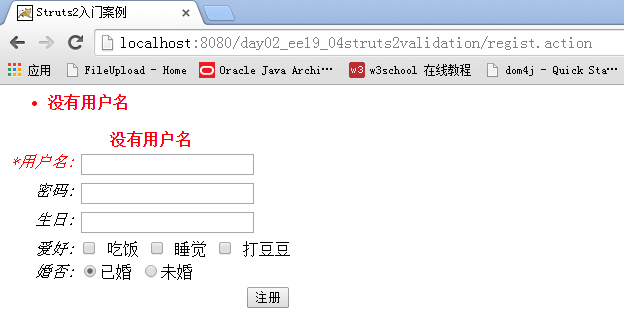 Struts2入门案例
localhost:8080/day02_ee19_04struts2validation/regist.action
应用 FileUpload - Home Oracle Java Archi… w3school 在线教程 dom4j - Quick Sta…
没有用户名
没有用户名
*用户名:
密码:
生日:
爱好: 吃饭 睡觉 打豆豆
婚否: 已婚 未婚
注册